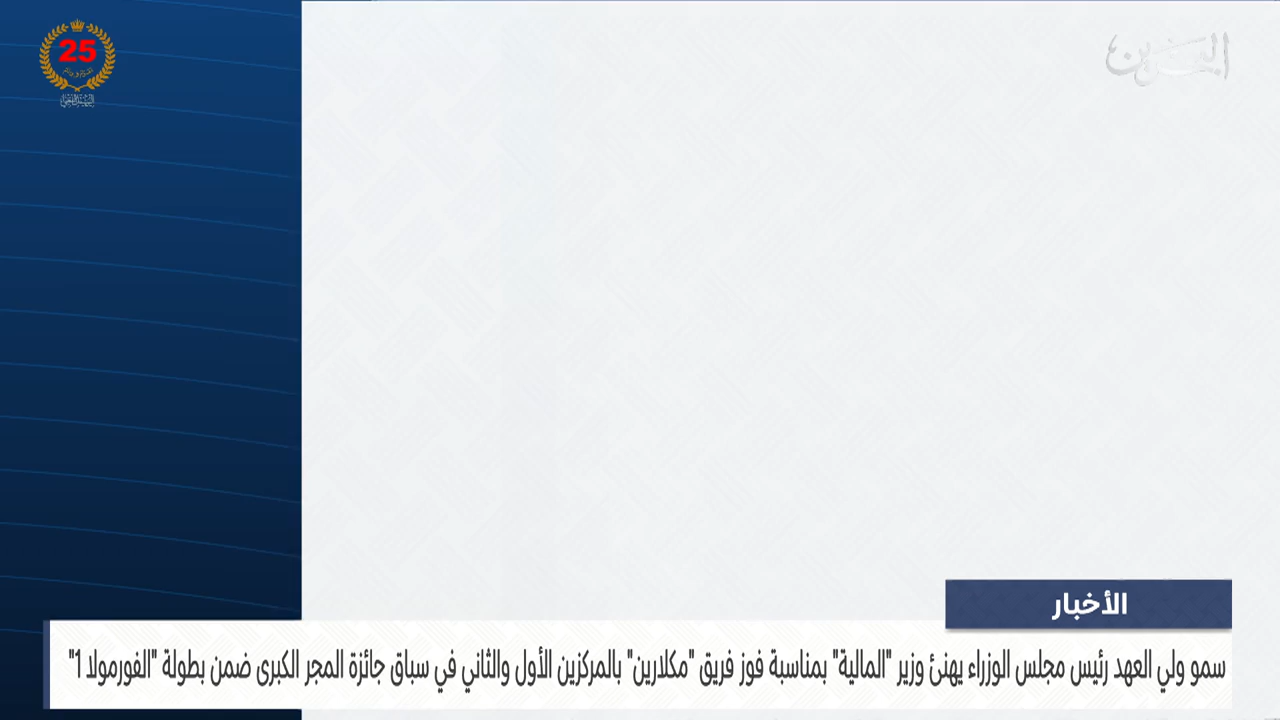 25
البحرين
الأخبار
سمو ولي العهد رئيس مجلس الوزراء يهنئ وزير "المالية" بمناسبة فوز فريق "مكلارين" بالمركزين الأول والثاني في سباق جائزة المجر الكبرى ضمن بطولة "الفورمولا 1"